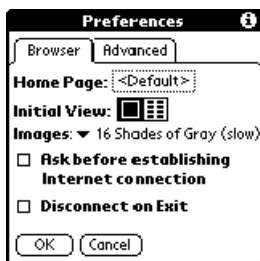 Preferences
Browser Advanced
Home Page: <Default>
Initial View:
Images: 16 Shades of Gray (slow)
Ask before establishing
Internet connection
Disconnect on Exit
OK Cancel